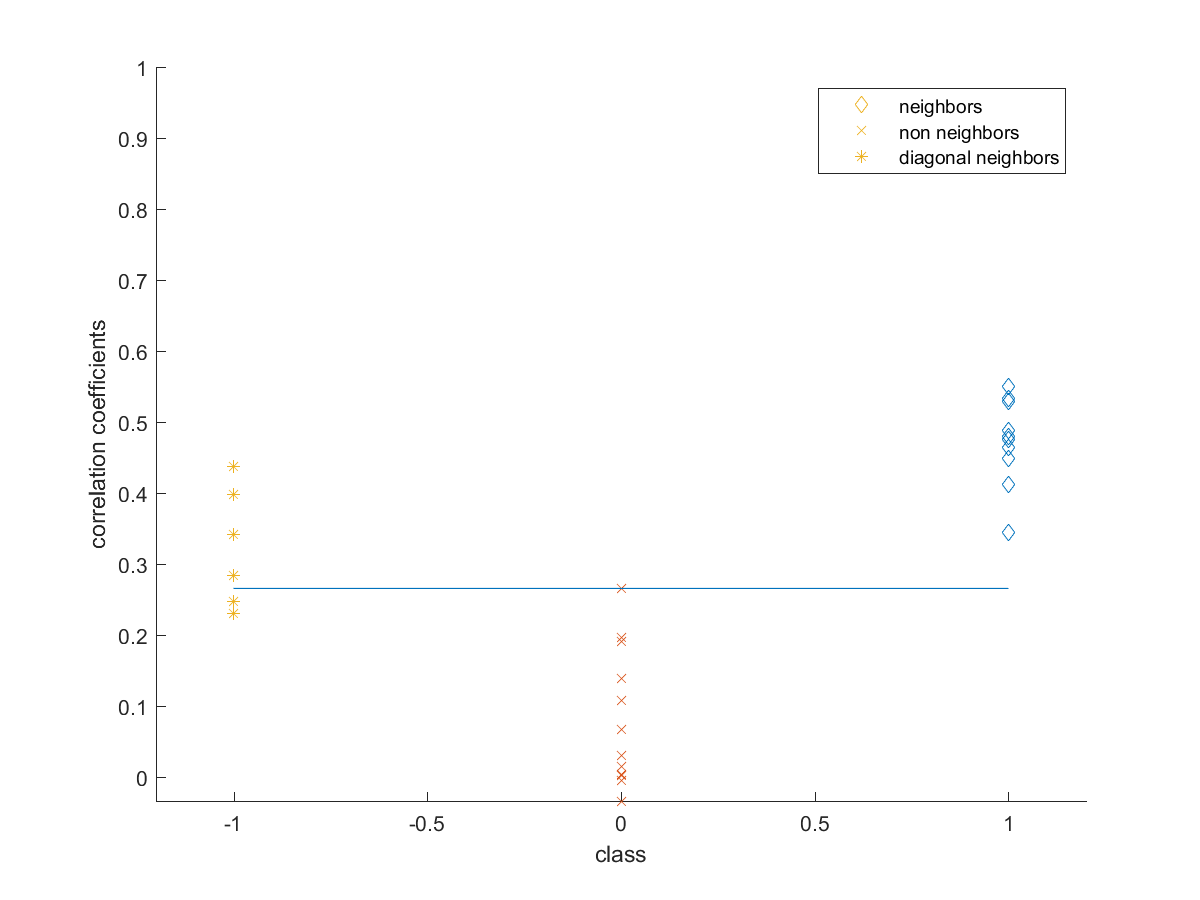 1
0.9
0.8
0.7
0.6
0.5
0.4
0.3
0.2
0.1
0
correlation coefficients
neighbors
non neighbors
diagonal neighbors
-1 -0.5 0 0.5 1
class